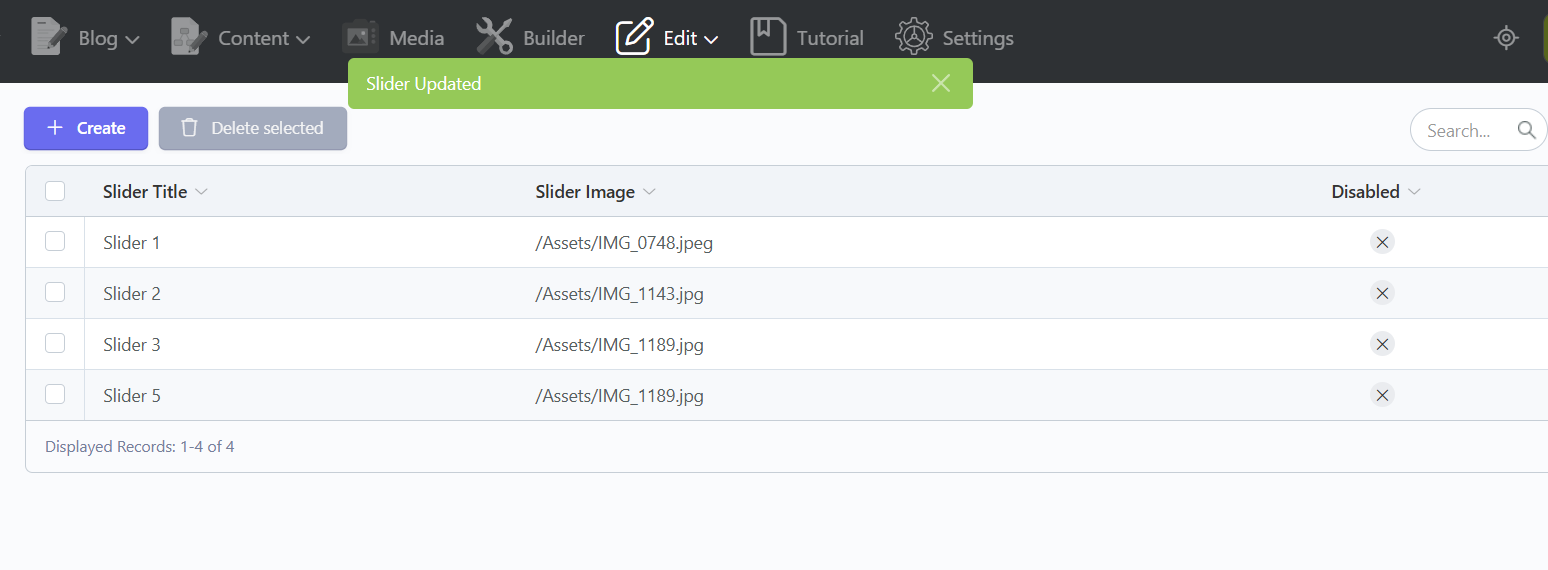 Blog Content Media Builder Edit Tutorial Settings
Slider Updated
Create Delete selected Search...
Slider Title Slider Image Disabled
Slider 1 /Assets/IMG_0748.jpeg
Slider 2 /Assets/IMG_1143.jpg
Slider 3 /Assets/IMG_1189.jpg
Slider 5 /Assets/IMG_1189.jpg
Displayed Records: 1-4 of 4